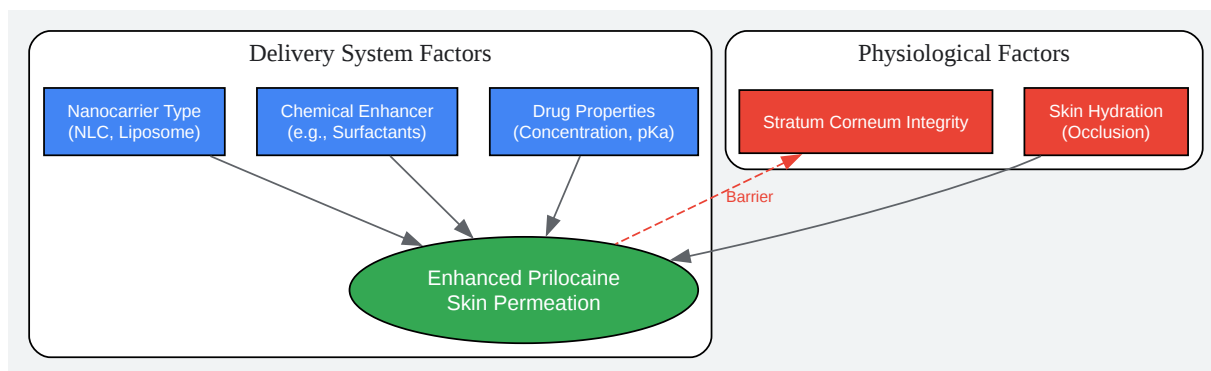 Delivery System Factors
Nanocarrier Type
(NLC, Liposome)
Chemical Enhancer
(e.g., Surfactants)
Drug Properties
(Concentration, pKa)
Physiological Factors
Stratum Corneum Integrity
Skin Hydration
(Occlusion)
Barrier
Enhanced Prilocaine
Skin Permeation